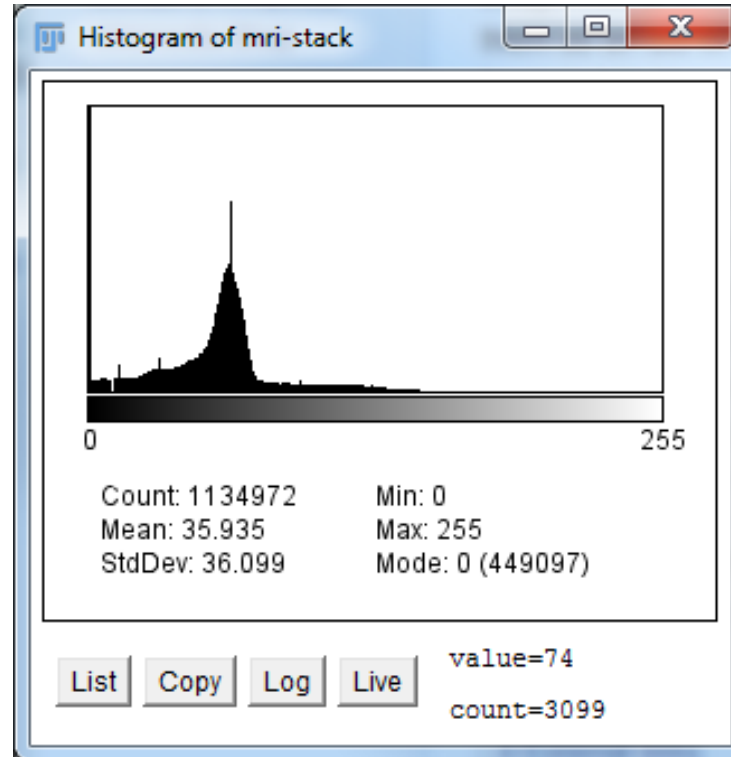 Histogram of mri-stack
0 255
Count: 1134972 Min: 0
Mean: 35.935 Max: 255
StdDev: 36.099 Mode: 0 (449097)
List Copy Log Live value=74
count=3099